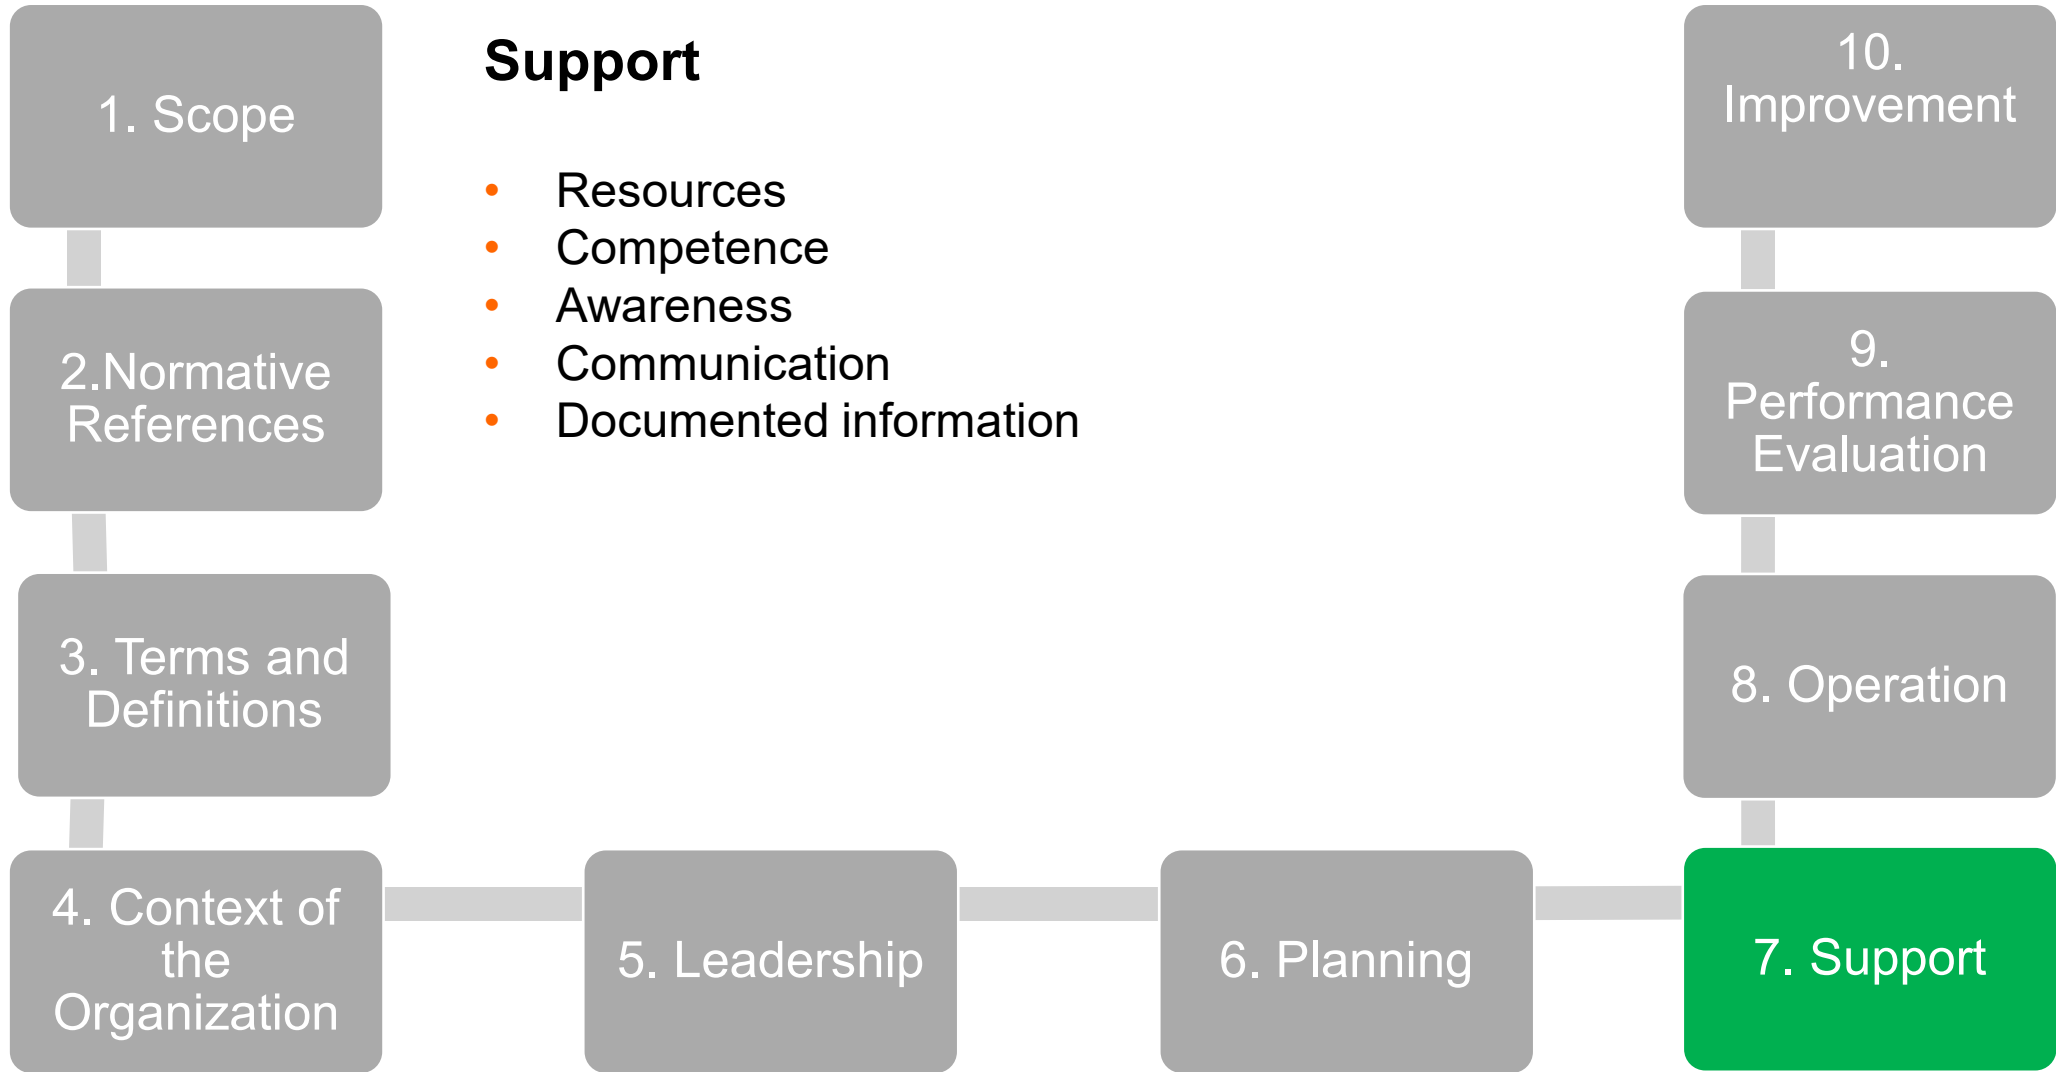 1. Scope
2.Normative
References
3. Terms and
Definitions
4. Context of
the
Organization
Support
• Resources
• Competence
• Awareness
• Communication
• Documented information
5. Leadership
6. Planning
7. Support
8. Operation
9.
Performance
Evaluation
10.
Improvement